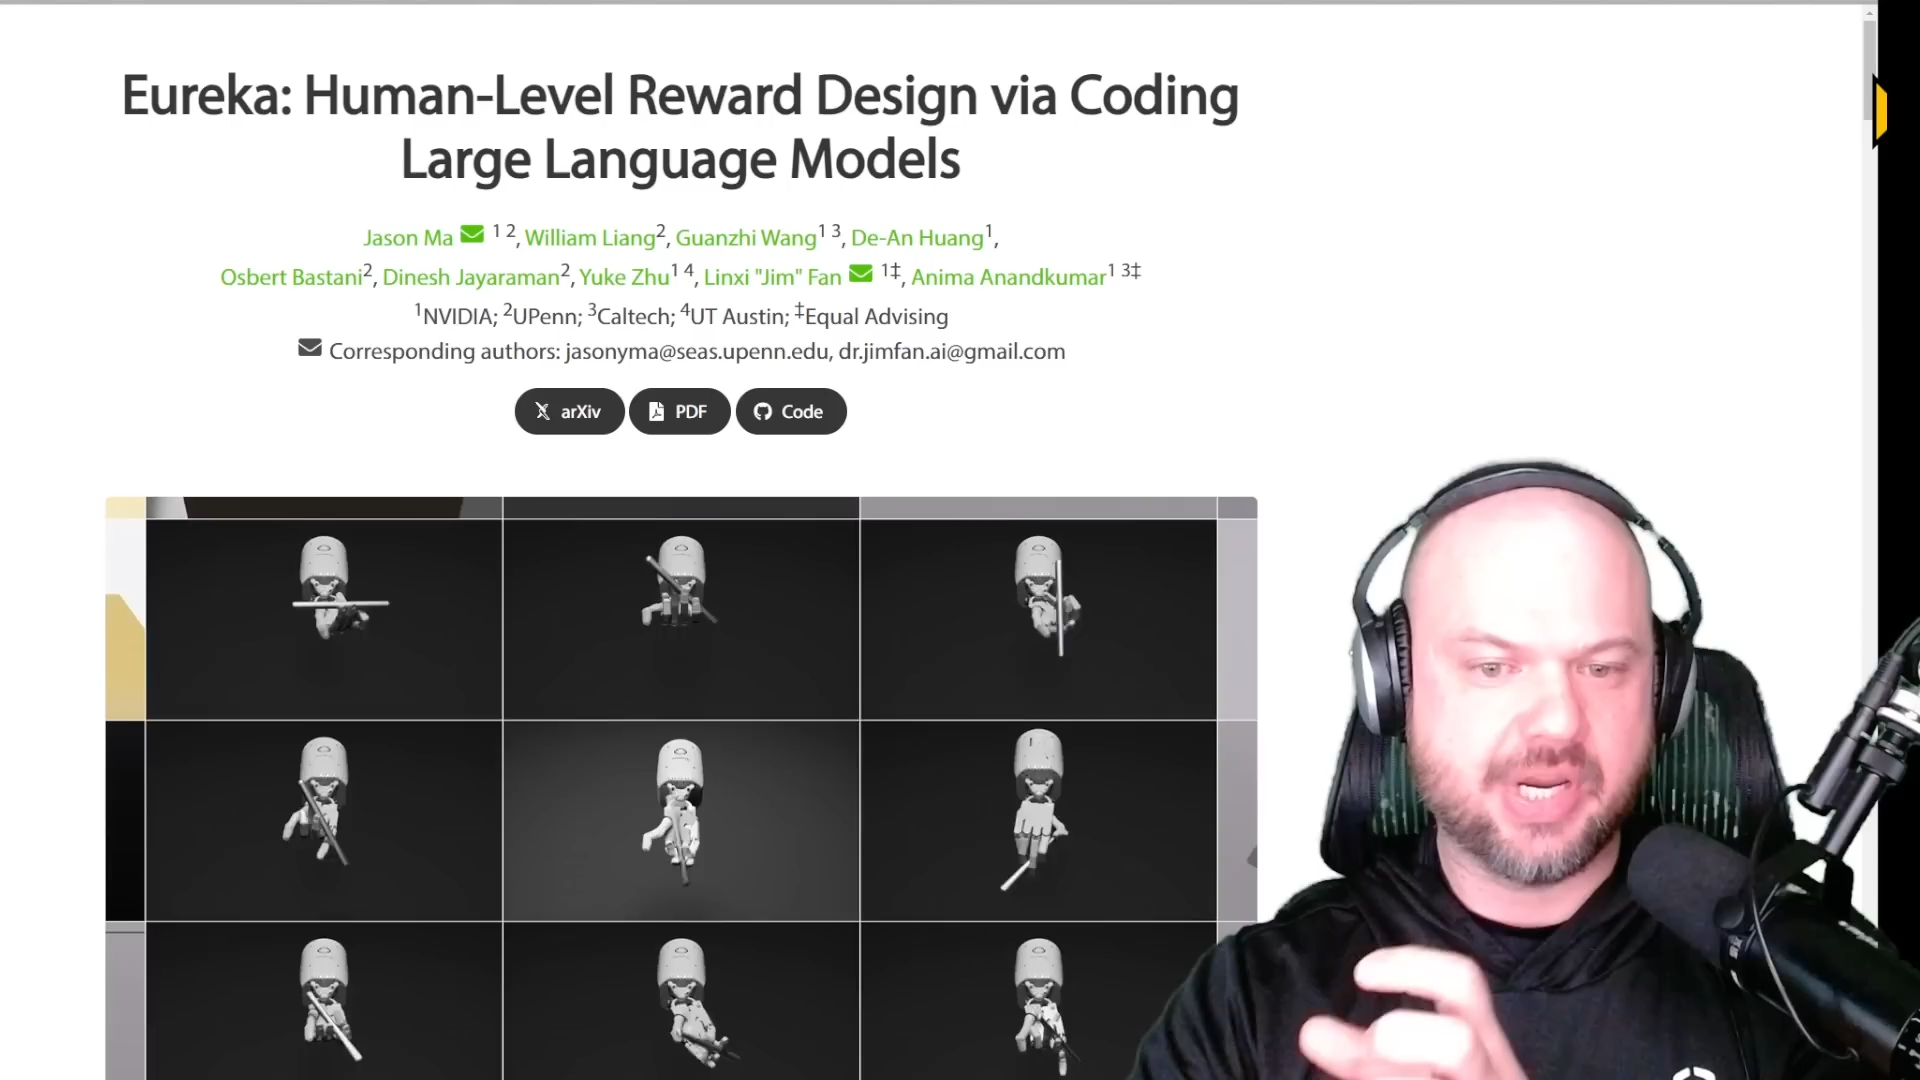 Eureka: Human-Level Reward Design via Coding
Large Language Models
Jason Ma 1 2, William Liang2, Guanzhi Wang1 3, De-An Huang1,
Osbert Bastani2, Dinesh Jayaraman2, Yuke Zhu1 4, Linxi "Jim" Fan 1‡, Anima Anandkumar1 3‡
1NVIDIA; 2UPenn; 3Caltech; 4UT Austin; ‡Equal Advising
Corresponding authors: jasonyma@seas.upenn.edu, dr.jimfan.ai@gmail.com
arXiv PDF Code